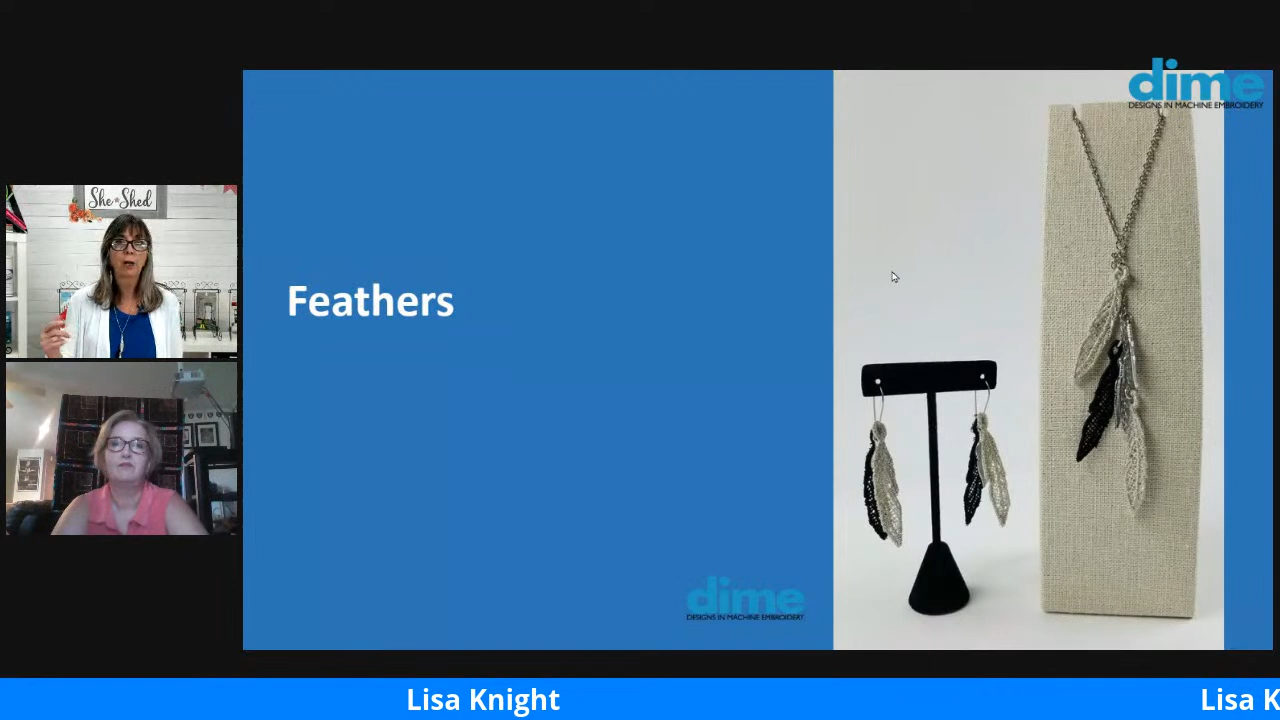 dime
DESIGNS IN MACHINE EMBROIDERY
She Shed
Feathers
dime
DESIGNS IN MACHINE EMBROIDERY
Lisa Knight
Lisa K